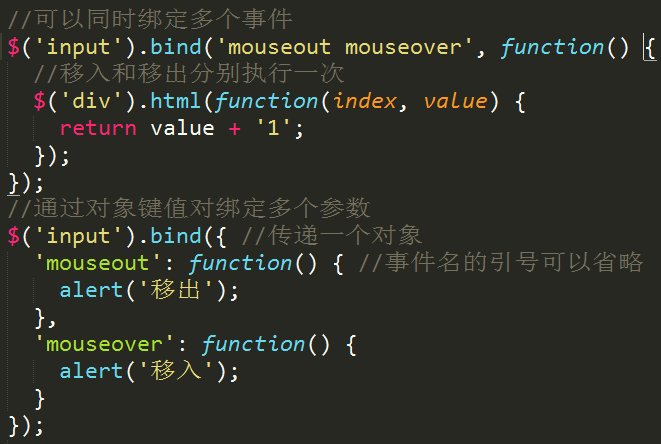 //可以同时绑定多个事件
$('input').bind('mouseout mouseover', function() {
  //移入和移出分别执行一次
  $('div').html(function(index, value) {
    return value + '1';
  });
});
//通过对象键值对绑定多个参数
$('input').bind({ //传递一个对象
  'mouseout': function() { //事件名的引号可以省略
    alert('移出');
  },
  'mouseover': function() {
    alert('移入');
  }
});